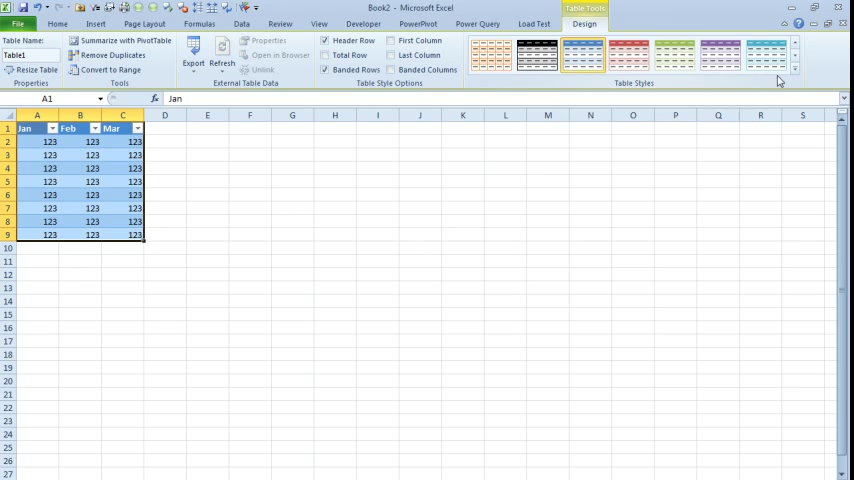 Book2 - Microsoft Excel
Table Tools
File Home Insert Page Layout Formulas Data Review View Developer PowerPivot Power Query Load Test Design
Table Name:
Table1
Resize Table
Properties
Summarize with PivotTable
Remove Duplicates
Convert to Range
Tools
Export Refresh
Properties
Open in Browser
Unlink
External Table Data
Header Row
Total Row
Banded Rows
First Column
Last Column
Banded Columns
Table Style Options
Table Styles
A1 fx Jan
A B C D E F G H I J K L M N O P Q R S
1 Jan Feb Mar
2 123 123 123
3 123 123 123
4 123 123 123
5 123 123 123
6 123 123 123
7 123 123 123
8 123 123 123
9 123 123 123
10
11
12
13
14
15
16
17
18
19
20
21
22
23
24
25
26
27